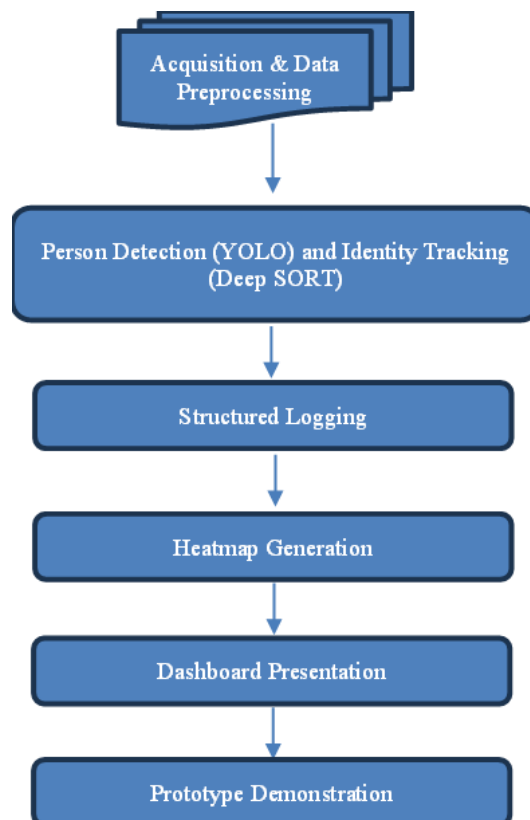 Acquisition & Data
Preprocessing
Person Detection (YOLO) and Identity Tracking
(Deep SORT)
Structured Logging
Heatmap Generation
Dashboard Presentation
Prototype Demonstration